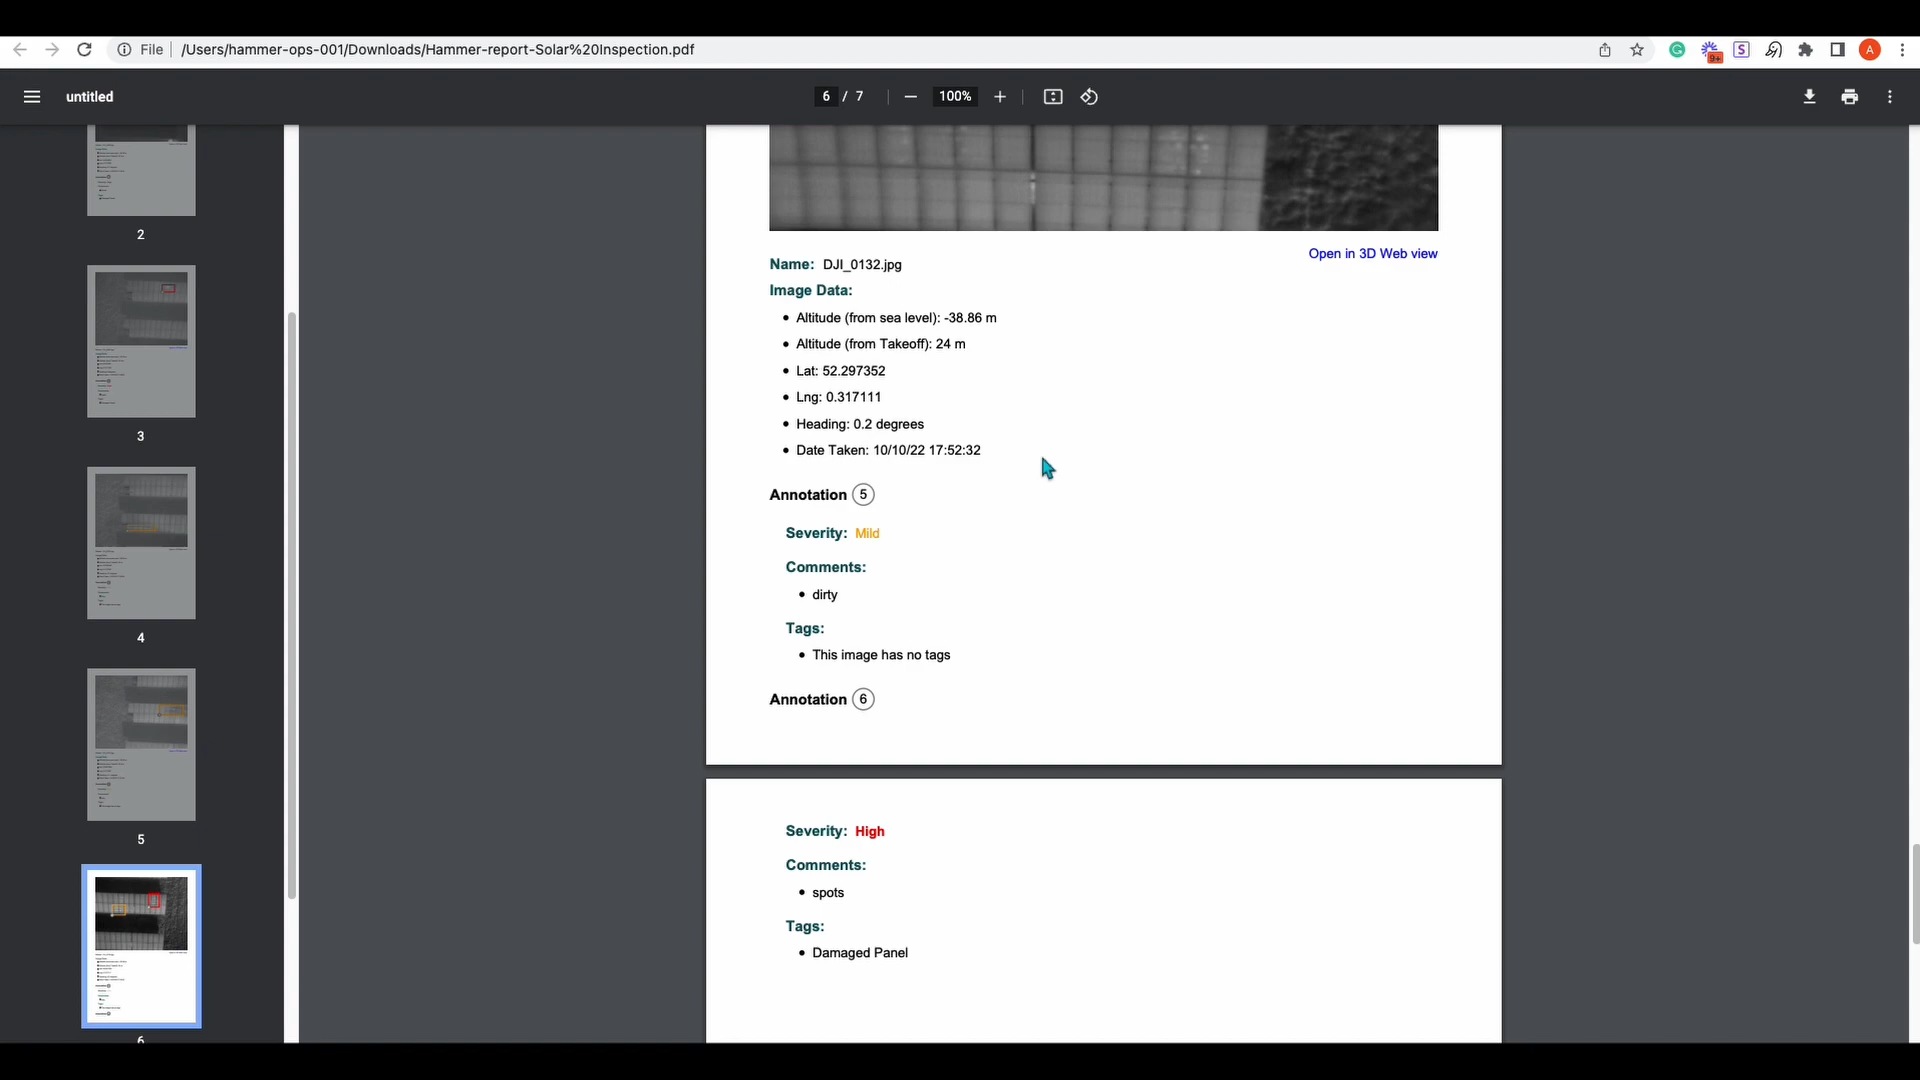 File | /Users/hammer-ops-001/Downloads/Hammer-report-Solar%20Inspection.pdf
9+
S
A
untitled
6 / 7
100%
2
3
4
5
6
Open in 3D Web view
Name: DJI_0132.jpg
Image Data:
• Altitude (from sea level): -38.86 m
• Altitude (from Takeoff): 24 m
• Lat: 52.297352
• Lng: 0.317111
• Heading: 0.2 degrees
• Date Taken: 10/10/22 17:52:32
Annotation 5
Severity: Mild
Comments:
• dirty
Tags:
• This image has no tags
Annotation 6
Severity: High
Comments:
• spots
Tags:
• Damaged Panel